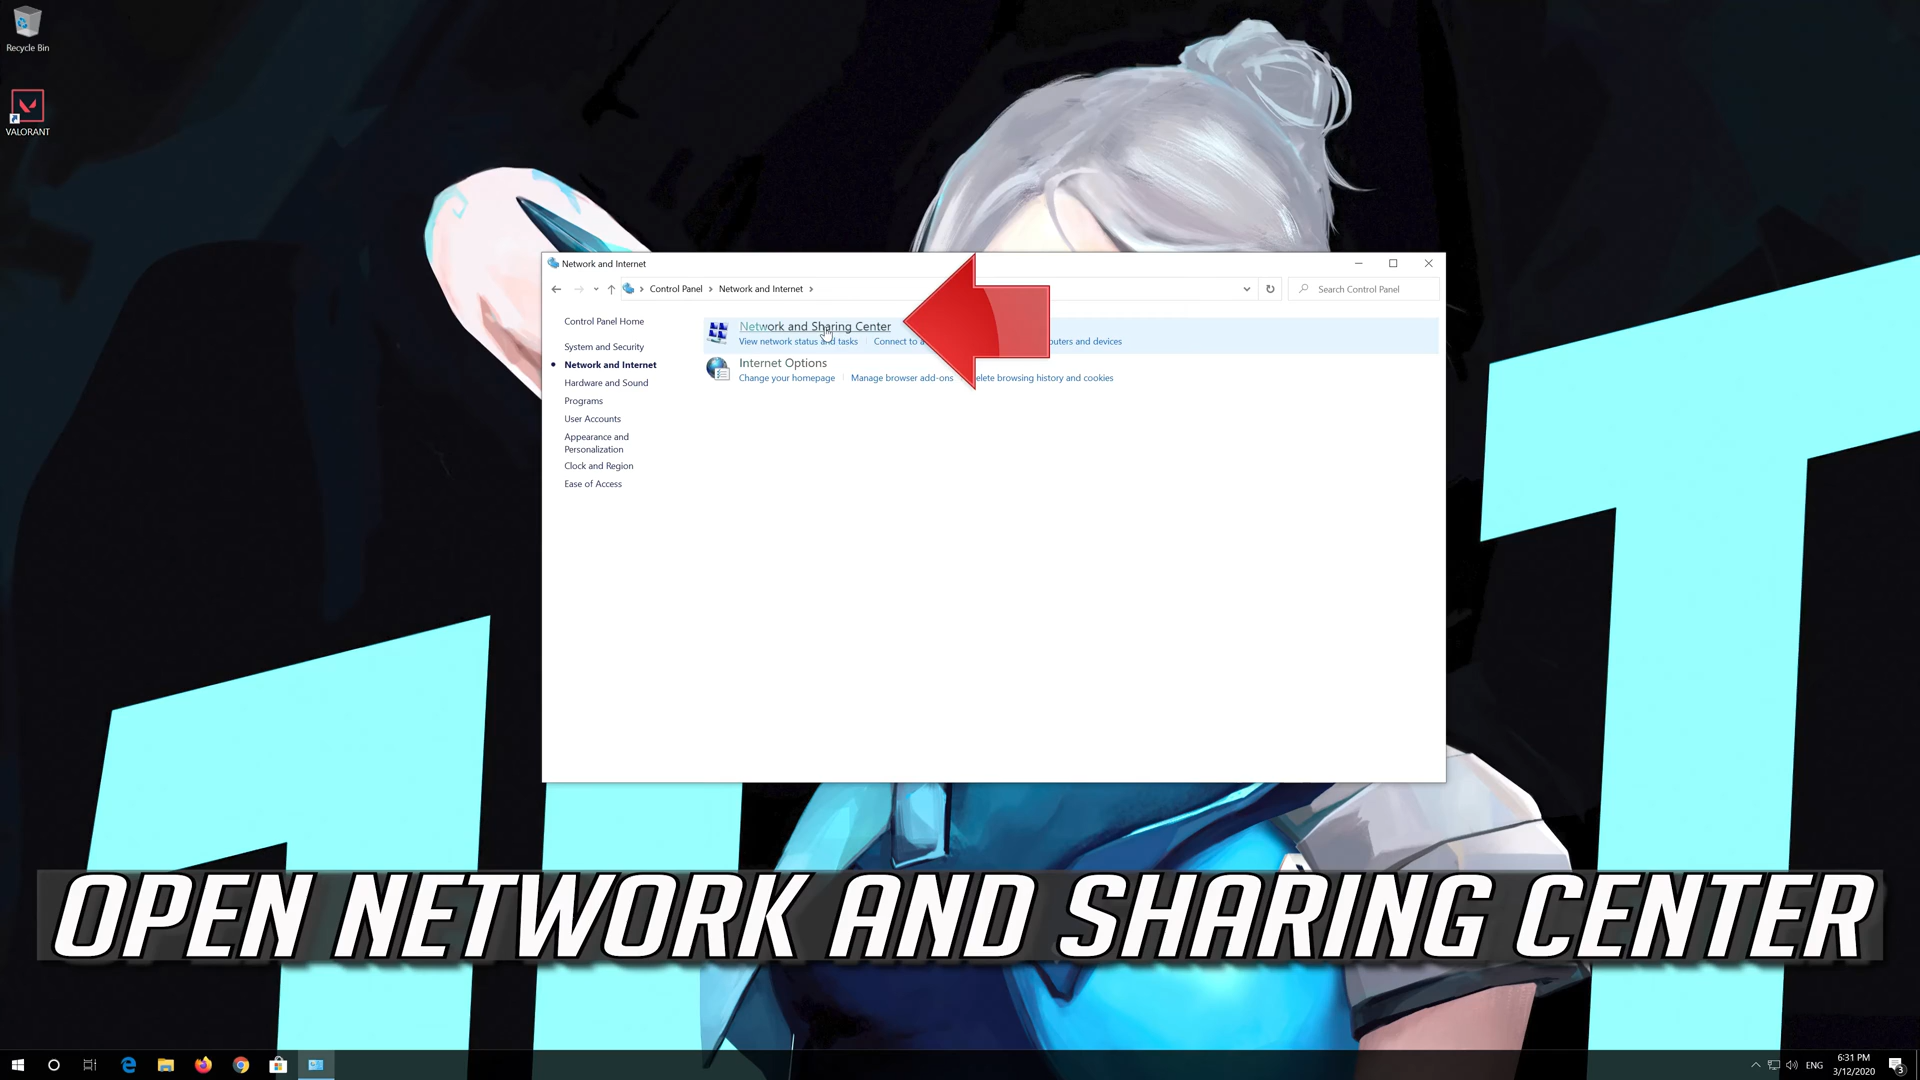 Recycle Bin
VALORANT
Network and Internet
Control Panel > Network and Internet >
Search Control Panel
Control Panel Home
System and Security
Network and Internet
Hardware and Sound
Programs
User Accounts
Appearance and
Personalization
Clock and Region
Ease of Access
Network and Sharing Center
View network status and tasks
Connect to a
and devices
Internet Options
Change your homepage
Manage browser add-ons
browsing history and cookies
OPEN NETWORK AND SHARING CENTER
ENG
6:31 PM
3/12/2020
3